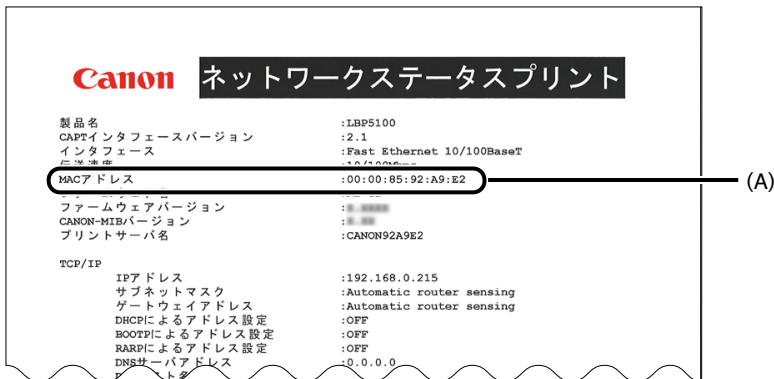 Canon ネットワークステータスプリント
製品名 :LBP5100
CAPTインタフェースバージョン :2.1
インタフェース :Fast Ethernet 10/100BaseT
伝送速度 :10/100Mbps
MACアドレス :00:00:85:92:A9:E2
(A)
ファームウェアバージョン :
CANON-MIBバージョン :
プリントサーバ名 :CANON92A9E2
TCP/IP
IPアドレス :192.168.0.215
サブネットマスク :Automatic router sensing
ゲートウェイアドレス :Automatic router sensing
DHCPによるアドレス設定 :OFF
BOOTPによるアドレス設定 :OFF
RARPによるアドレス設定 :OFF
DNSサーバアドレス :0.0.0.0